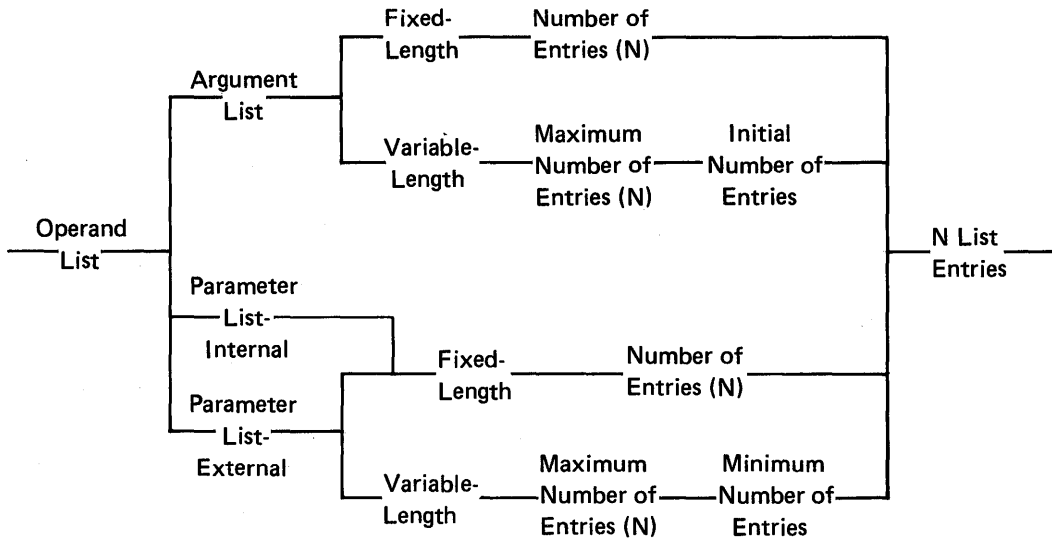 Fixed-
Length
Number of
Entries (N)
Argument
List
Variable-
Length
Maximum
Number of
Entries (N)
Initial
Number of
Entries
Operand
List
N List
Entries
Parameter
List-
Internal
Fixed-
Length
Number of
Entries (N)
Parameter
List-
External
Variable-
Length
Maximum
Number of
Entries (N)
Minimum
Number of
Entries